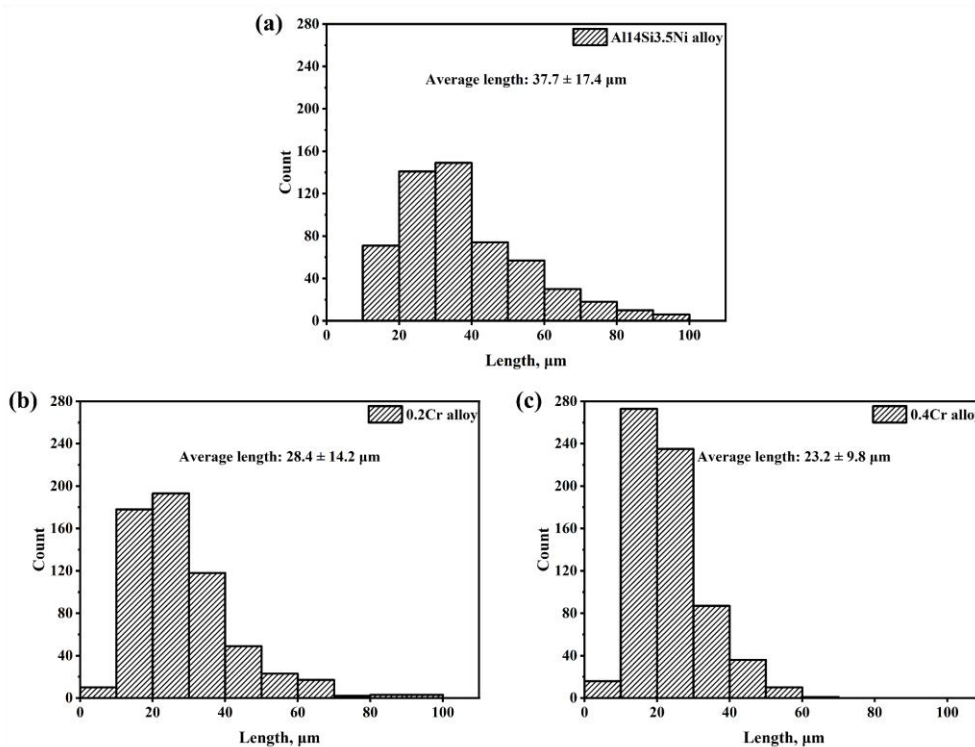 (a)
Al14Si3.5Ni alloy
Average length: 37.7 ± 17.4 μm
Count
280
240
200
160
120
80
40
0
0 20 40 60 80 100
Length, μm
(b)
0.2Cr alloy
Average length: 28.4 ± 14.2 μm
Count
280
240
200
160
120
80
40
0
0 20 40 60 80 100
Length, μm
(c)
0.4Cr alloy
Average length: 23.2 ± 9.8 μm
Count
280
240
200
160
120
80
40
0
0 20 40 60 80 100
Length, μm